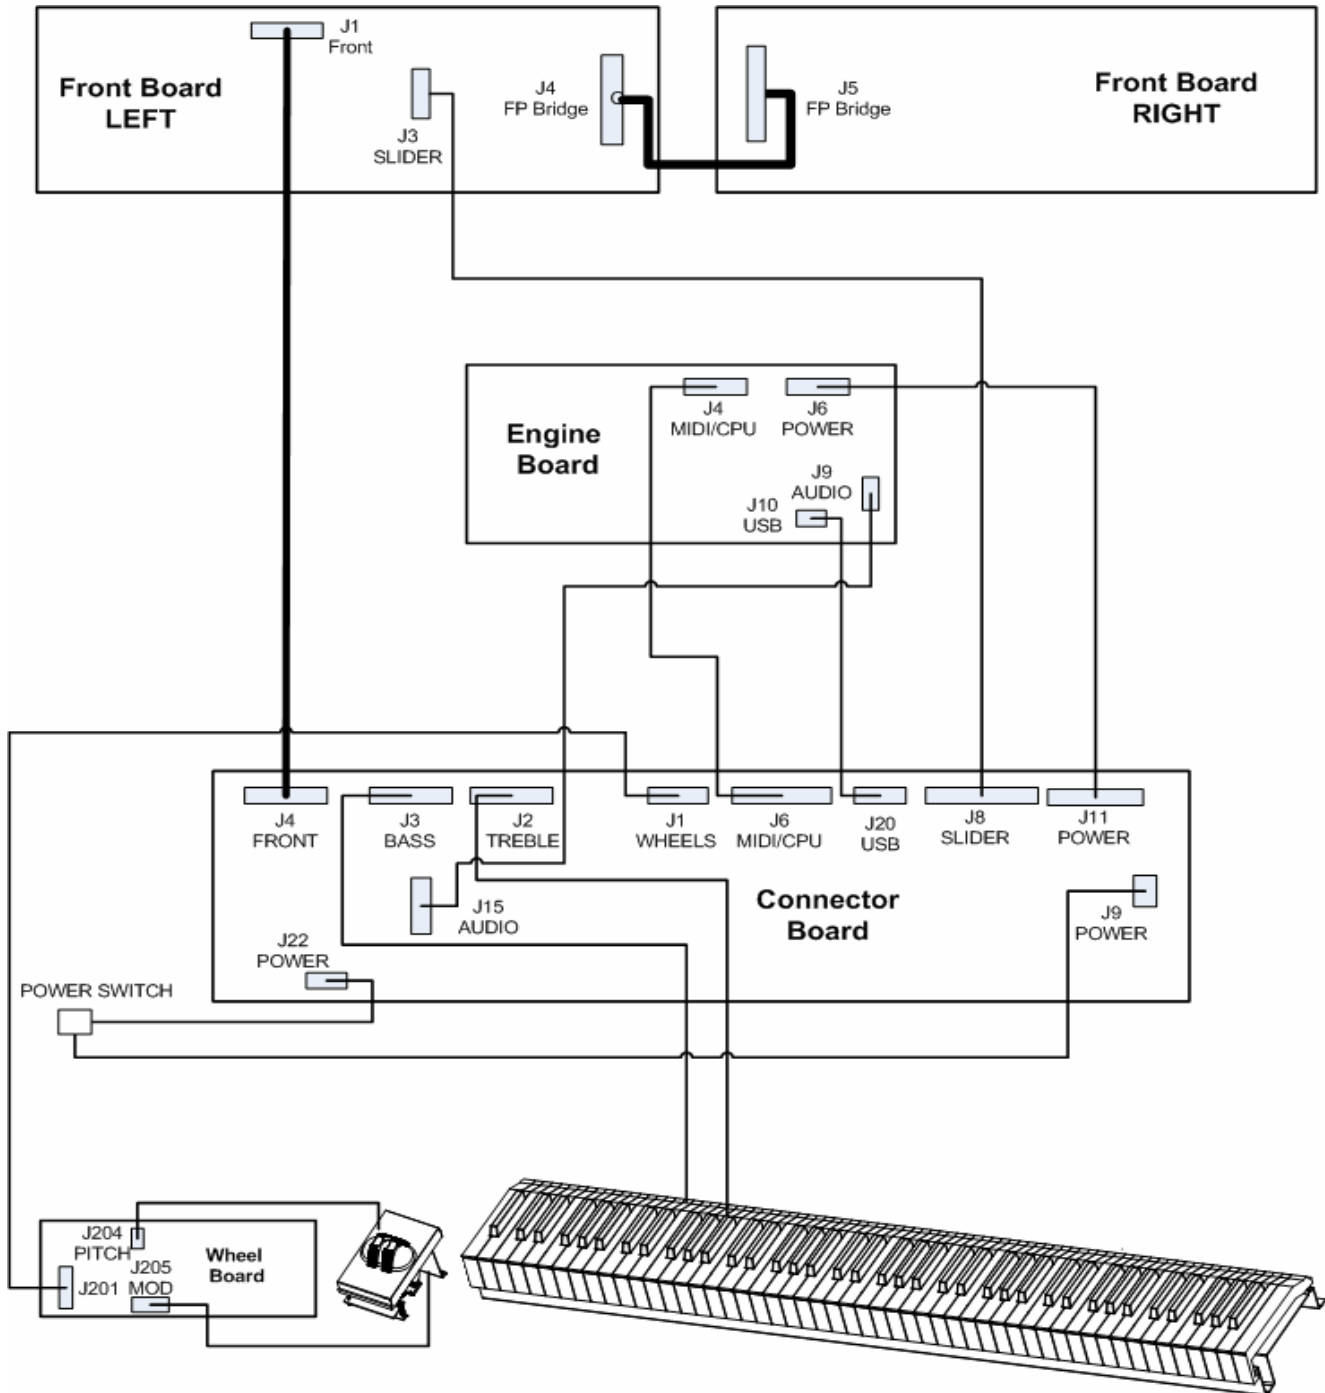 J1
Front
Front Board
LEFT
J3
SLIDER
J4
FP Bridge
J5
FP Bridge
Front Board
RIGHT
Engine
Board
J4
MIDI/CPU
J6
POWER
J9
AUDIO
J10
USB
J4
FRONT
J3
BASS
J2
TREBLE
J1
WHEELS
J6
MIDI/CPU
J20
USB
J8
SLIDER
J11
POWER
J15
AUDIO
Connector
Board
J9
POWER
J22
POWER
POWER SWITCH
J204
PITCH
J205
MOD
J201
Wheel
Board